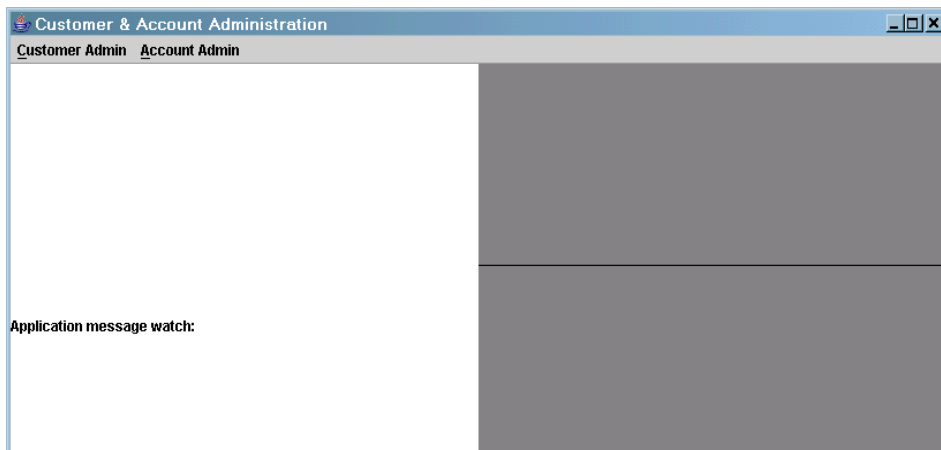 Customer & Account Administration
Customer Admin Account Admin
Application message watch: